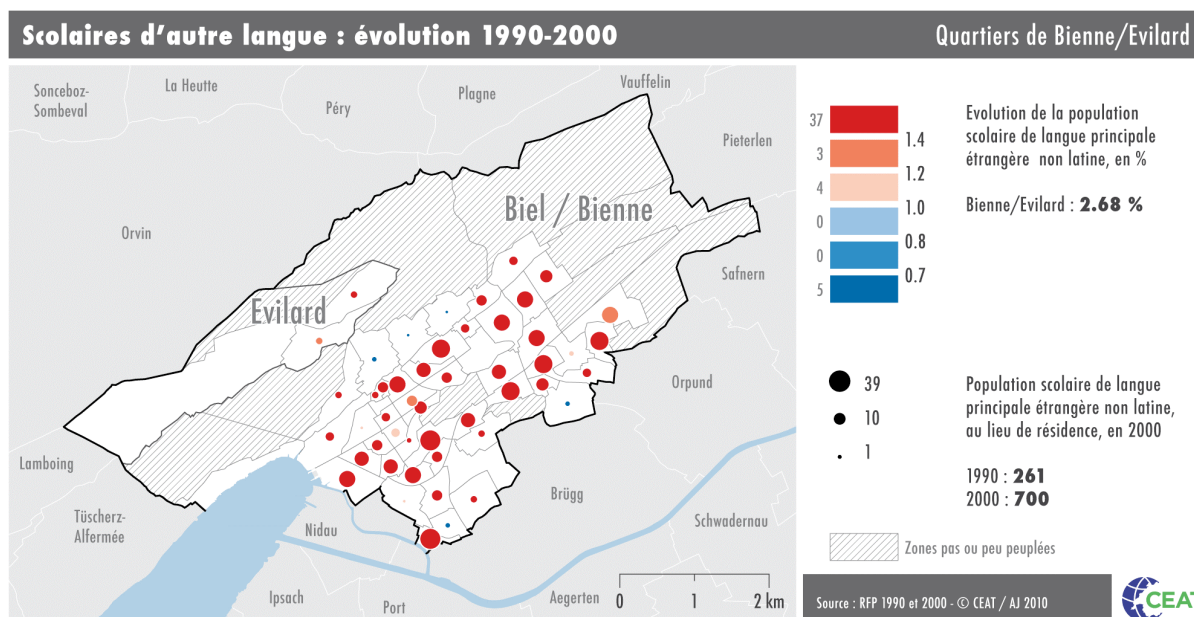 Scolaires d'autre langue : évolution 1990-2000
Quartiers de Bienne/Evilard
Sonceboz-
Sombeval
La Heutte
Péry
Plagne
Vauffelin
Pieterlen
Orvin
Biel / Bienne
Safnern
Evilard
Orpund
Lamboing
Tüscherz-
Alfermée
Nidau
Brügg
Schwadernau
Ipsach
Port
Aegerten
0 1 2 km
37
3
4
0
0
5
1.4
1.2
1.0
0.8
0.7
Evolution de la population
scolaire de langue principale
étrangère non latine, en %
Bienne/Evilard : 2.68 %
39
10
1
Population scolaire de langue
principale étrangère non latine,
au lieu de résidence, en 2000
1990 : 261
2000 : 700
Zones pas ou peu peuplées
Source : RFP 1990 et 2000 - © CEAT / AJ 2010
CEAT